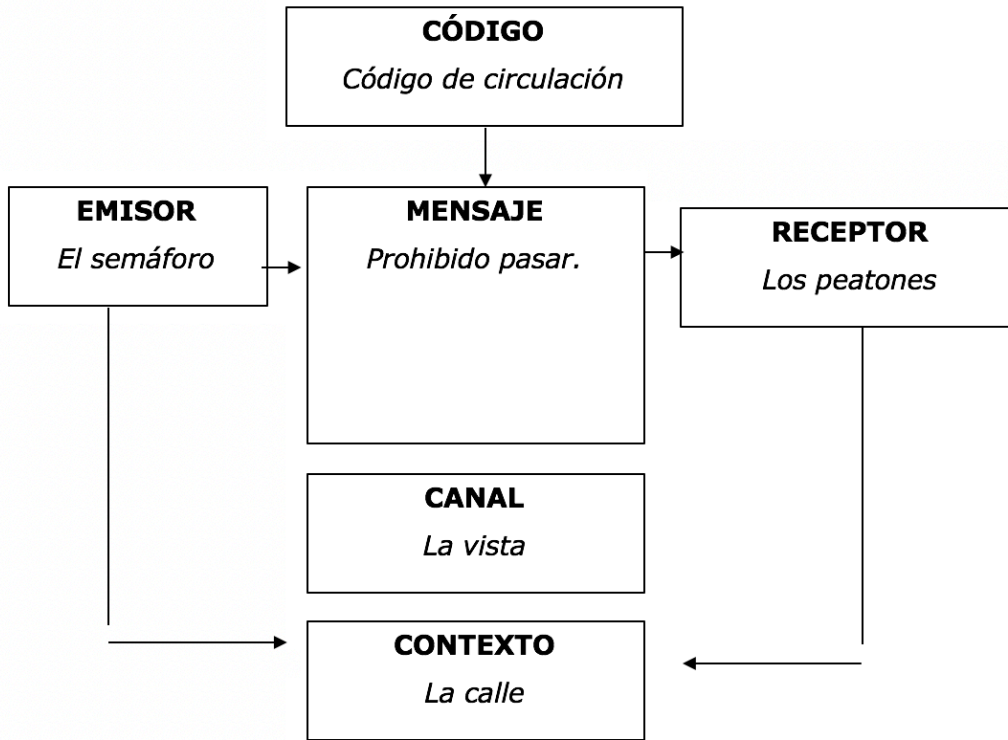 CÓDIGO
Código de circulación
EMISOR
El semáforo
MENSAJE
Prohibido pasar.
RECEPTOR
Los peatones
CANAL
La vista
CONTEXTO
La calle